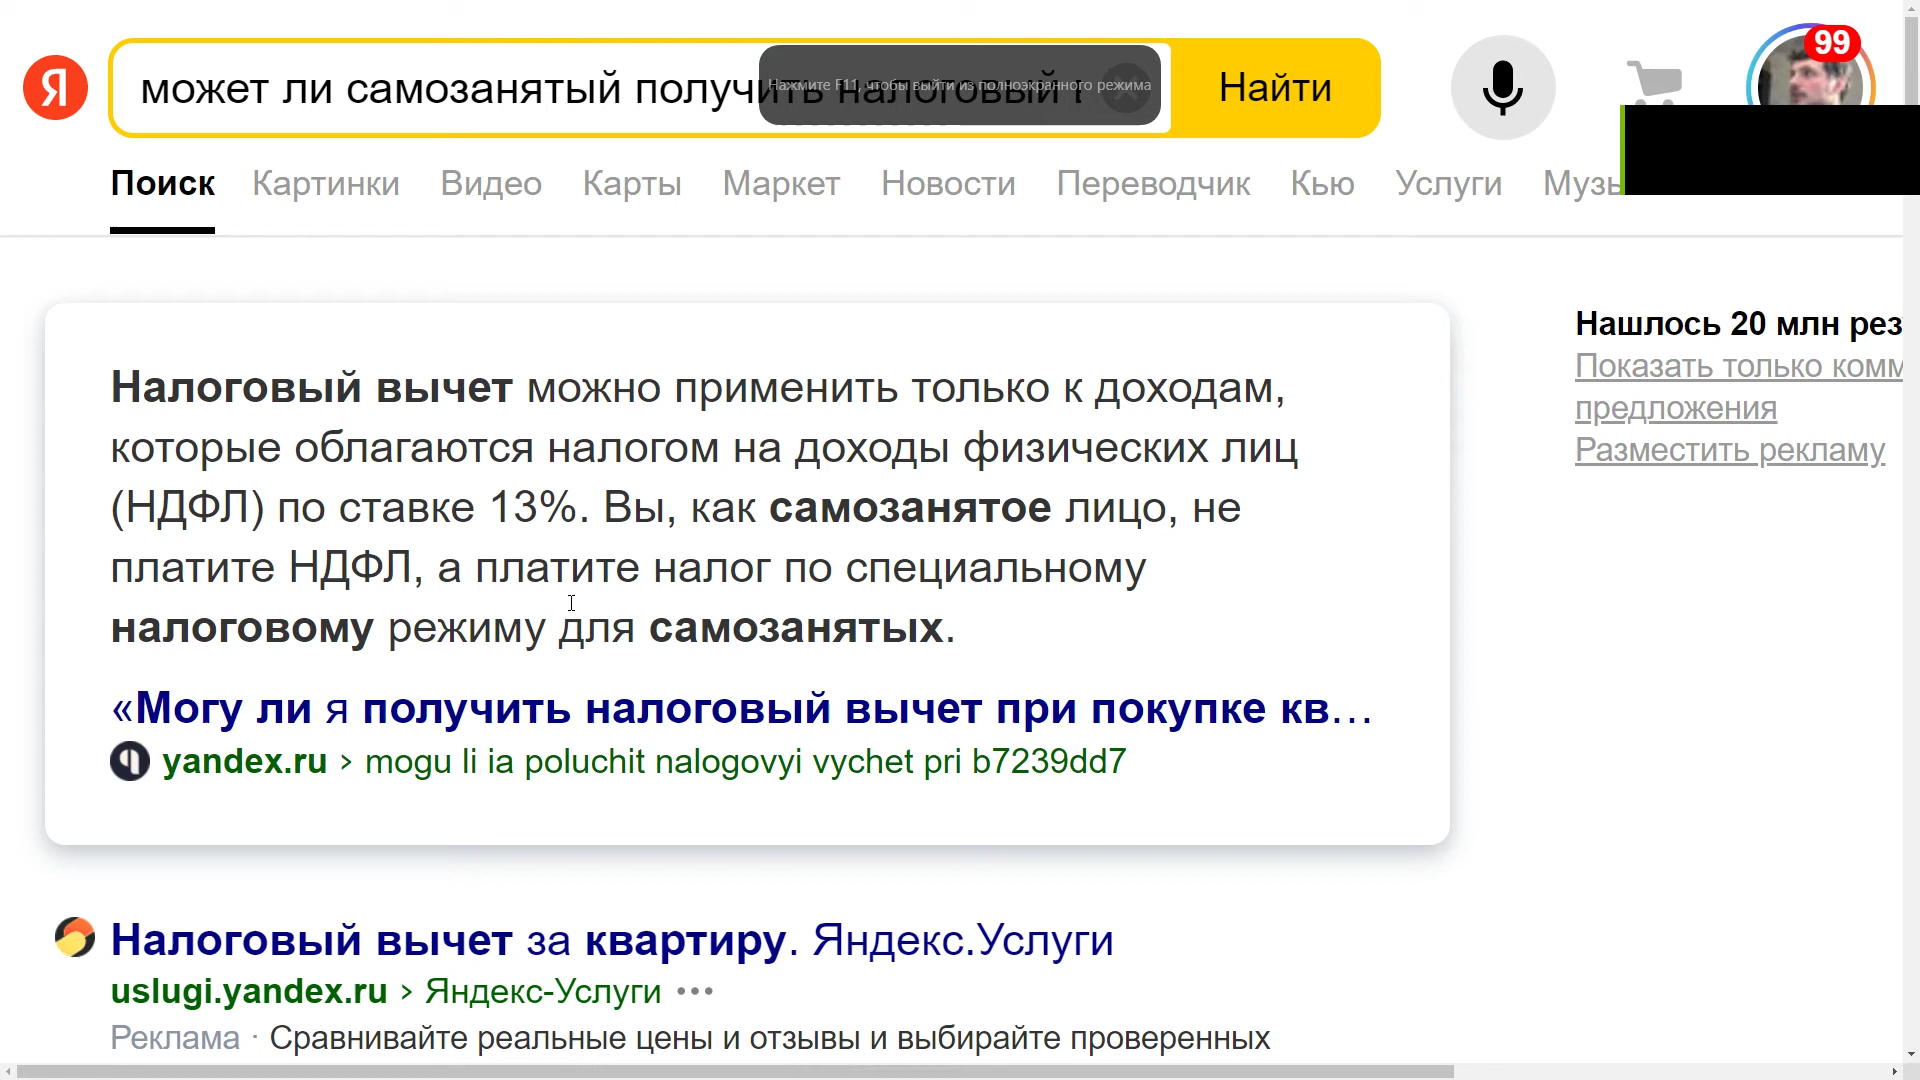 Я
может ли самозанятый получить налоговый
Нажмите F11, чтобы выйти из полноэкранного режима
Найти
99
Поиск Картинки Видео Карты Маркет Новости Переводчик Кью Услуги Музы
Налоговый вычет можно применить только к доходам,
которые облагаются налогом на доходы физических лиц
(НДФЛ) по ставке 13%. Вы, как самозанятое лицо, не
платите НДФЛ, а платите налог по специальному
налоговому режиму для самозанятых.
«Могу ли я получить налоговый вычет при покупке кв...
yandex.ru › mogu li ia poluchit nalogovyi vychet pri b7239dd7
Нашлось 20 млн рез
Показать только комм
предложения
Разместить рекламу
Налоговый вычет за квартиру. Яндекс.Услуги
uslugi.yandex.ru › Яндекс-Услуги
Реклама · Сравнивайте реальные цены и отзывы и выбирайте проверенных